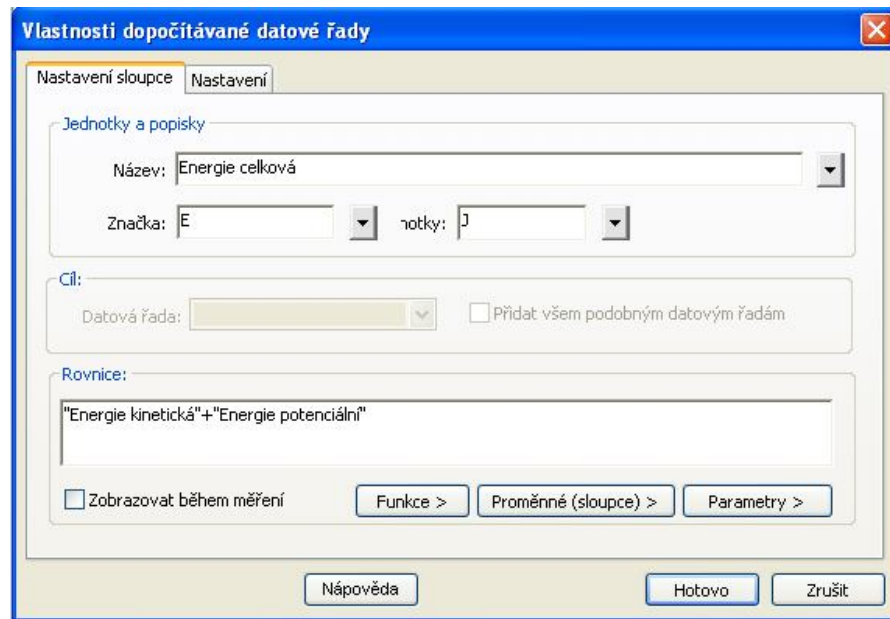 Vlastnosti dopočítávané datové řady
Nastavení sloupce Nastavení
Jednotky a popisky
Název: Energie celková
Značka: E notky: J
Cíl:
Datová řada: Přidat všem podobným datovým řadám
Rovnice:
"Energie kinetická"+"Energie potenciální"
Zobrazovat během měření Funkce > Proměnné (sloupce) > Parametry >
Nápověda Hotovo Zrušit